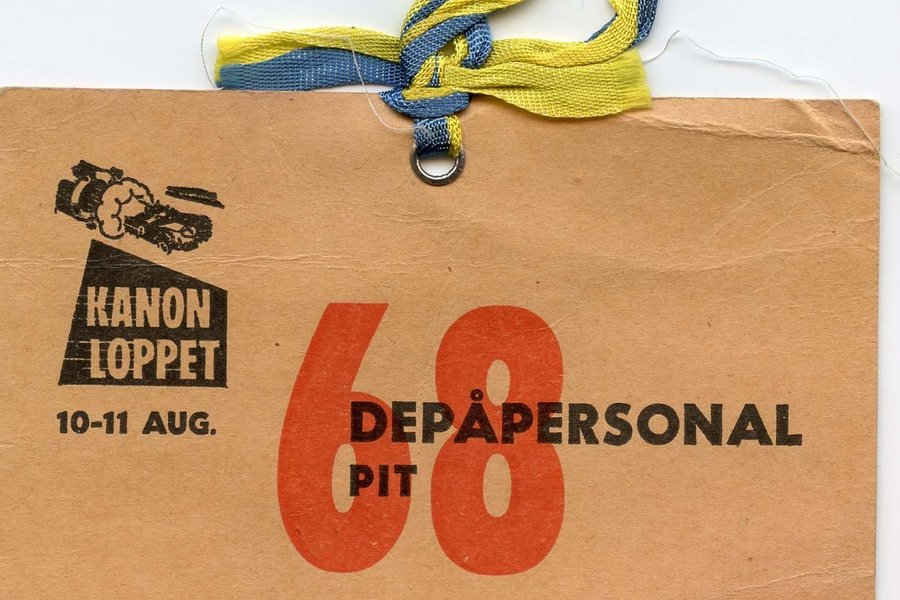 KANON
LOPPET
10-11 AUG.
68
DEPÅPERSONAL
PIT